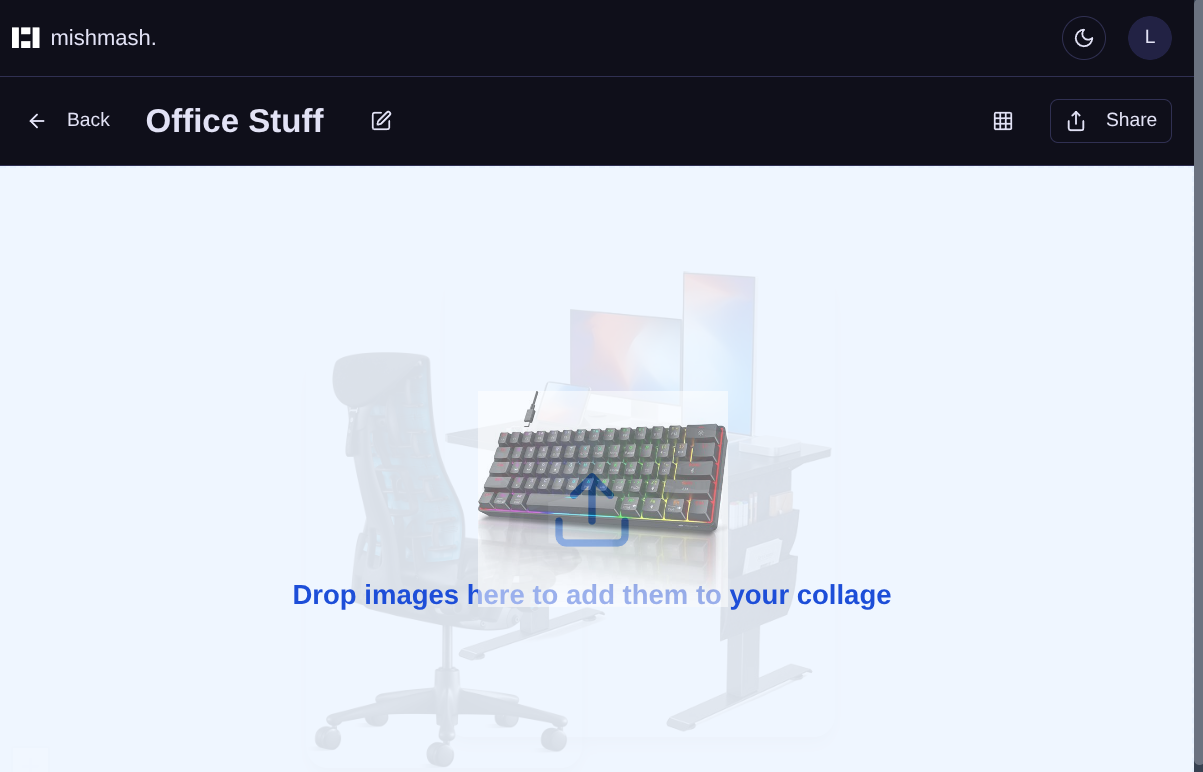 mishmash.
L
Back
Office Stuff
Share
Drop images here to add them to your collage